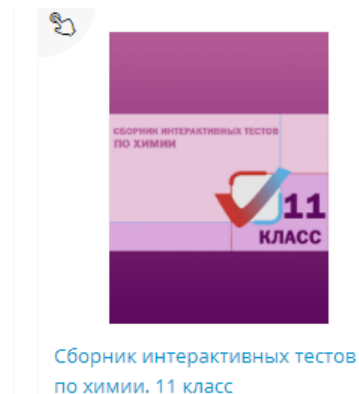 СБОРНИК ИНТЕРАКТИВНЫХ ТЕСТОВ
ПО ХИМИИ
11
КЛАСС
Сборник интерактивных тестов
по химии. 11 класс